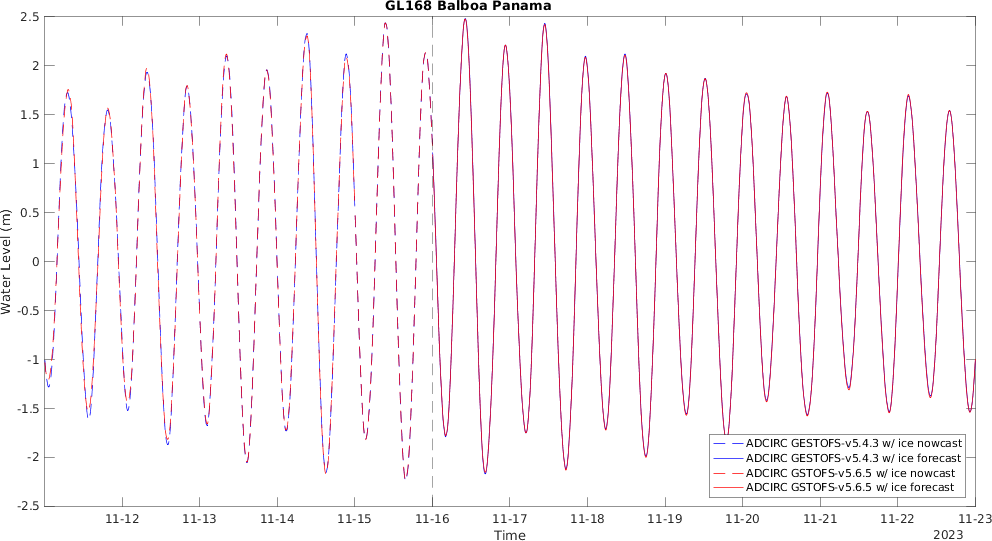 GL168 Balboa Panama
2.5
2
1.5
1
0.5
0
-0.5
-1
-1.5
-2
-2.5
Water Level (m)
ADCIRC GESTOFS-v5.4.3 w/ ice nowcast
ADCIRC GESTOFS-v5.4.3 w/ ice forecast
ADCIRC GSTOFS-v5.6.5 w/ ice nowcast
ADCIRC GSTOFS-v5.6.5 w/ ice forecast
11-12 11-13 11-14 11-15 11-16 11-17 11-18 11-19 11-20 11-21 11-22 11-23
Time
2023